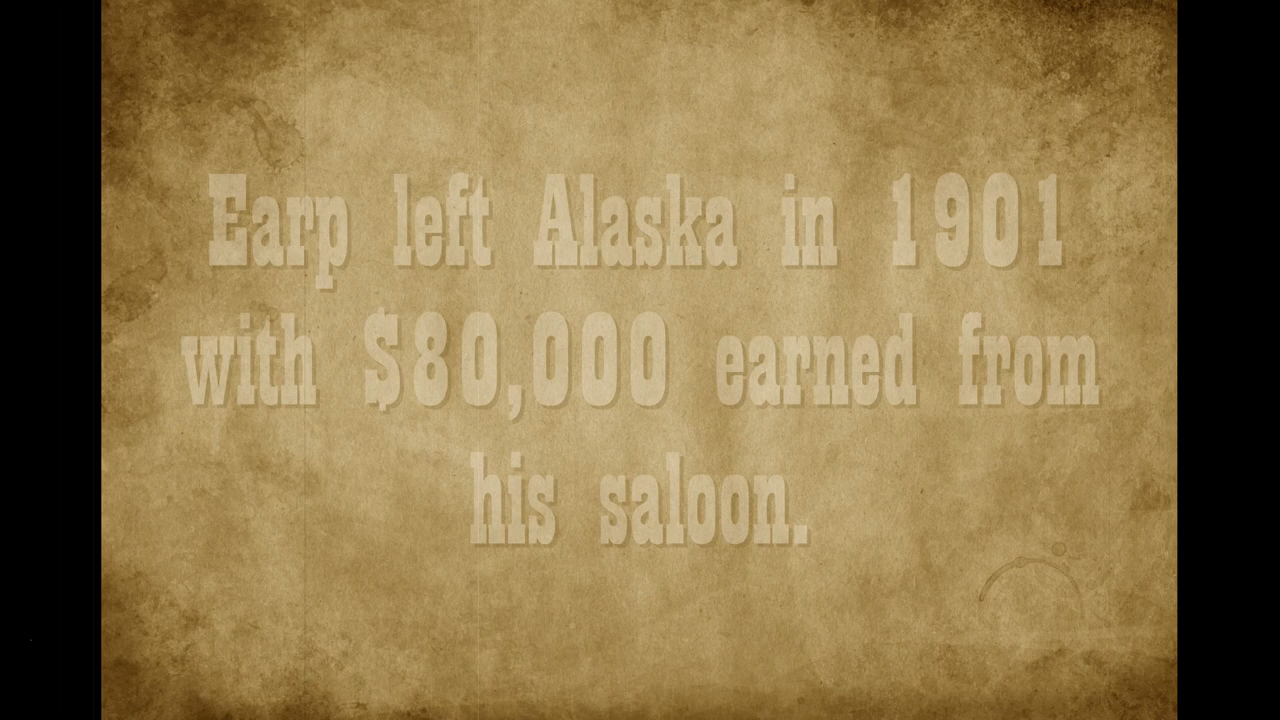 Earp left Alaska in 1901
with $80,000 earned from
his saloon.